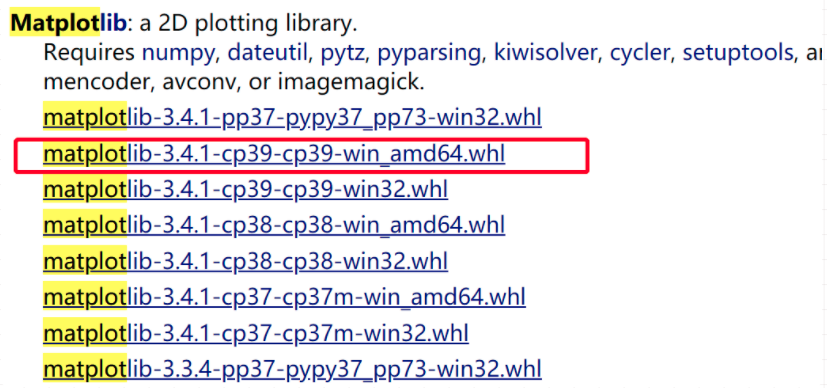 Matplotlib: a 2D plotting library.
Requires numpy, dateutil, pytz, pyparsing, kiwisolver, cycler, setuptools,
mencoder, avconv, or imagemagick.
matplotlib-3.4.1-pp37-pypy37_pp73-win32.whl
matplotlib-3.4.1-cp39-cp39-win_amd64.whl
matplotlib-3.4.1-cp39-cp39-win32.whl
matplotlib-3.4.1-cp38-cp38-win_amd64.whl
matplotlib-3.4.1-cp38-cp38-win32.whl
matplotlib-3.4.1-cp37-cp37m-win_amd64.whl
matplotlib-3.4.1-cp37-cp37m-win32.whl
matplotlib-3.3.4-pp37-pypy37_pp73-win32.whl